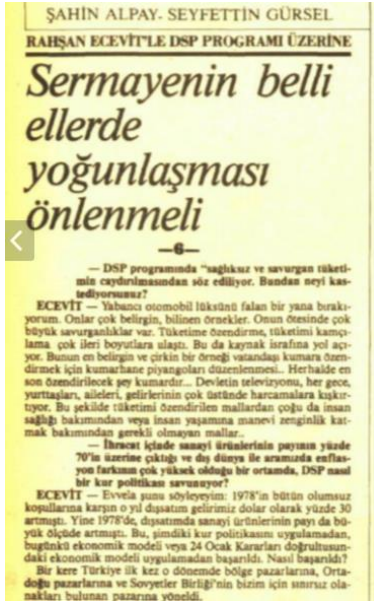 ŞAHİN ALPAY- SEYFETTİN GÜRSEL
RAHŞAN ECEVİT'LE DSP PROGRAMI ÜZERİNE
Sermayenin belli
ellerde
yoğunlaşması
önlenmeli
—6—
— DSP programında "sağlıksız ve savurgan tüketi-
min caydırılmasından söz ediliyor. Bundan neyi kas-
tediyorsunuz?
ECEVİT — Yabancı otomobil lüksünü falan bir yana bırakı-
yorum. Onlar çok belirgin, bilinen örnekler. Onun ötesinde çok
büyük savurganlıklar var. Tüketime özendirme, tüketimi kamçı-
lama çok ileri boyutlara ulaştı. Bu da kaynak israfına yol açı-
yor. Bunun en belirgin ve çirkin bir örneği vatandaşı kumara özen-
dirmek için kumarhane piyangoları düzenlenmesi.. Herhalde en
son özendirilecek şey kumardır... Devletin televizyonu, her gece,
yurttaşları, aileleri, gelirlerinin çok üstünde harcamalara kışkır-
tıyor. Bu şekilde tüketimi özendirilen mallardan çoğu da insan
sağlığı bakımından veya insan yaşamına manevi zenginlik kat-
mak bakımından gerekli olmayan mallar..
— İhracat içinde sanayi ürünlerinin payının yüzde
70'in üzerine çıktığı ve dış dünya ile aramızda enflas-
yon farkının çok yüksek olduğu bir ortamda, DSP nasıl
bir kur politikası savunuyor?
ECEVİT — Evvela şunu söyleyeyim: 1978'in bütün olumsuz
koşullarına karşın o yıl dışsatım gelirimiz dolar olarak yüzde 30
artmıştı. Yine 1978'de, dışsatımda sanayi ürünlerinin payı da bü-
yük ölçüde artmıştı. Bu, şimdiki kur politikasını uygulamadan,
bugünkü ekonomik modeli veya 24 Ocak Kararları doğrultusun-
daki ekonomik modeli uygulamadan başarıldı. Nasıl başarıldı?
Bir kere Türkiye ilk kez o dönemde bölge pazarlarına, Orta-
doğu pazarlarına ve Sovyetler Birliği'nin bizim için sınırsız ola-
nakları bulunan pazarına yöneldi.